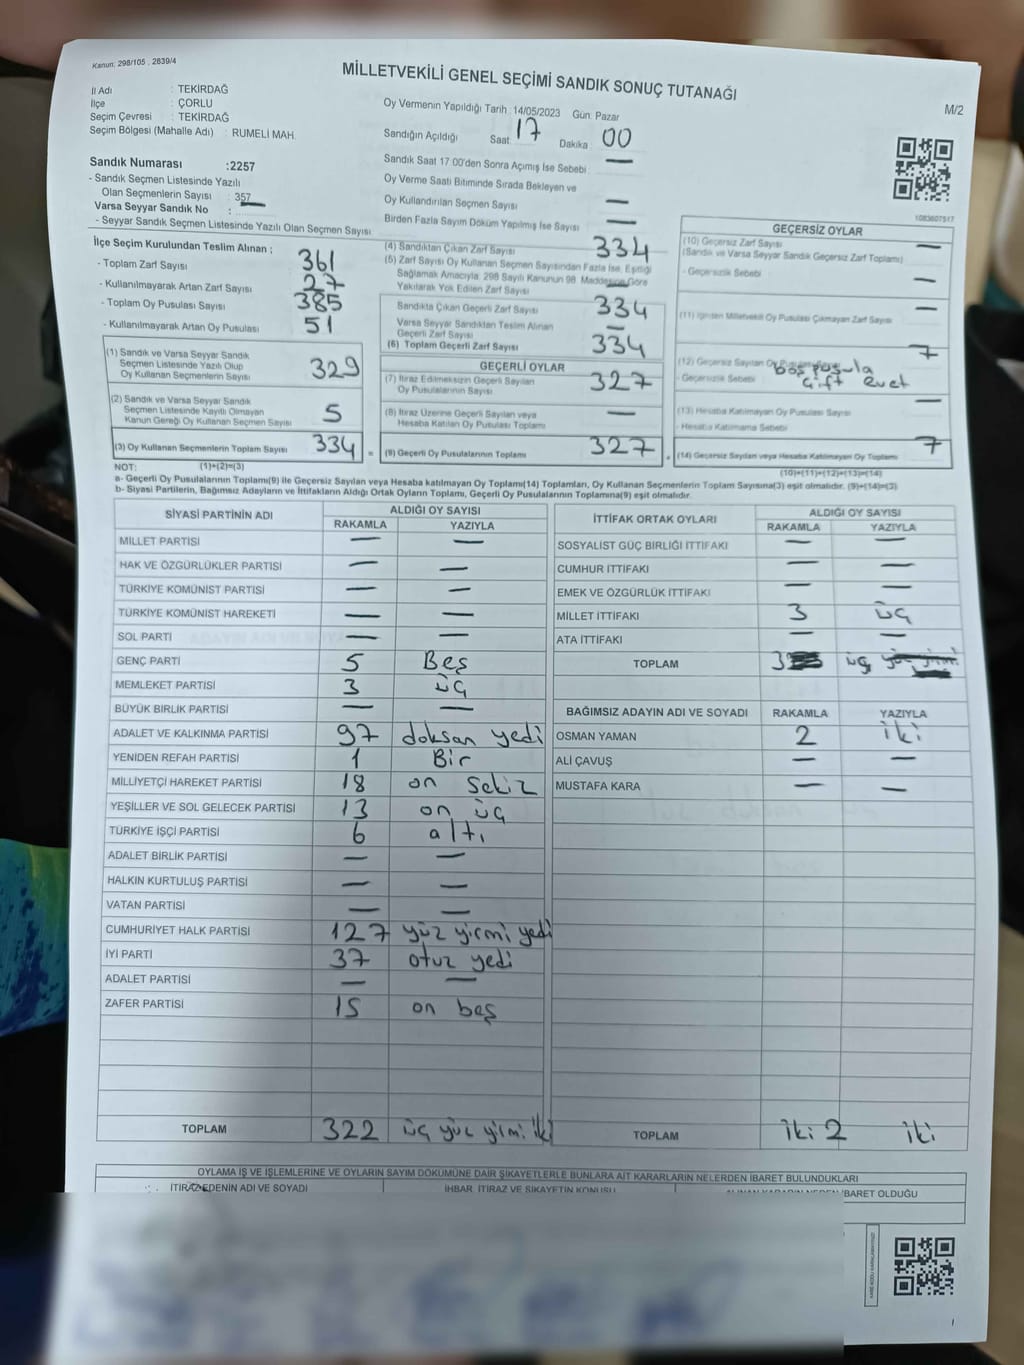 Kanun: 298/105 , 2839/4
MİLLETVEKİLİ GENEL SEÇİMİ SANDIK SONUÇ TUTANAĞI
M/2
İl Adı : TEKİRDAĞ
İlçe : ÇORLU
Seçim Çevresi : TEKİRDAĞ
Seçim Bölgesi (Mahalle Adı) : RUMELİ MAH.
Oy Vermenin Yapıldığı Tarih : 14/05/2023 Gün: Pazar
Sandığın Açıldığı Saat 17 Dakika 00
Sandık Saat 17 00'den Sonra Açımış İse Sebebi : —
Oy Verme Saati Bitiminde Sırada Bekleyen ve
Oy Kullandırılan Seçmen Sayısı —
Birden Fazla Sayım Döküm Yapılmış İse Sayısı —
Sandık Numarası :2257
- Sandık Seçmen Listesinde Yazılı
Olan Seçmenlerin Sayısı : 357
Varsa Seyyar Sandık No :
- Seyyar Sandık Seçmen Listesinde Yazılı Olan Seçmen Sayısı
1083607517
İlçe Seçim Kurulundan Teslim Alınan ;
- Toplam Zarf Sayısı 361
- Kullanılmayarak Artan Zarf Sayısı 27
- Toplam Oy Pusulası Sayısı 385
- Kullanılmayarak Artan Oy Pusulası 51
(1) Sandık ve Varsa Seyyar Sandık
Seçmen Listesinde Yazılı Olup
Oy Kullanan Seçmenlerin Sayısı 329
(2) Sandık ve Varsa Seyyar Sandık
Seçmen Listesinde Kayıtlı Olmayan
Kanun Gereği Oy Kullanan Seçmen Sayısı 5
(3) Oy Kullanan Seçmenlerin Toplam Sayısı 334 =
(4) Sandıktan Çıkan Zarf Sayısı 334
(5) Zarf Sayısı Oy Kullanan Seçmen Sayısından Fazla İse, Eşitliği
Sağlamak Amacıyla, 298 Sayılı Kanunun 98. Maddesine Göre
Yakılarak Yok Edilen Zarf Sayısı —
Sandıkta Çıkan Geçerli Zarf Sayısı 334
Varsa Seyyar Sandıktan Teslim Alınan
Geçerli Zarf Sayısı —
(6) Toplam Geçerli Zarf Sayısı 334
GEÇERLİ OYLAR
(7) İtiraz Edilmeksizin Geçerli Sayılan
Oy Pusulalarının Sayısı 327
(8) İtiraz Üzerine Geçerli Sayılan veya
Hesaba Katılan Oy Pusulası Toplamı —
(9) Geçerli Oy Pusulalarının Toplamı 327 +
GEÇERSİZ OYLAR
(10) Geçersiz Zarf Sayısı —
(Sandık ve Varsa Seyyar Sandık Geçersiz Zarf Toplamı)
- Geçersizlik Sebebi —
(11) İçinden Milletvekili Oy Pusulası Çıkmayan Zarf Sayısı —
(12) Geçersiz Sayılan Oy 7
- Geçersizlik Sebebi boş pusula
Çift evet
(13) Hesaba Katılmayan Oy Pusulası Sayısı —
- Hesaba Katılmama Sebebi
(14) Geçersiz Sayılan veya Hesaba Katılmayan Oy Toplamı 7
NOT: (1)+(2)=(3) (10)+(11)+(12)+(13)=(14)
a- Geçerli Oy Pusulalarının Toplamı(9) ile Geçersiz Sayılan veya Hesaba katılmayan Oy Toplamı(14) Toplamları, Oy Kullanan Seçmenlerin Toplam Sayısına(3) eşit olmalıdır. (9)+(14)=(3)
b- Siyasi Partilerin, Bağımsız Adayların ve İttifakların Aldığı Ortak Oyların Toplamı, Geçerli Oy Pusulalarının Toplamına(9) eşit olmalıdır.
SİYASİ PARTİNİN ADI ALDIĞI OY SAYISI
RAKAMLA YAZIYLA
MİLLET PARTİSİ — —
HAK VE ÖZGÜRLÜKLER PARTİSİ — —
TÜRKİYE KOMÜNİST PARTİSİ — —
TÜRKİYE KOMÜNİST HAREKETİ — —
SOL PARTİ — —
GENÇ PARTİ 5 Beş
MEMLEKET PARTİSİ 3 üç
BÜYÜK BİRLİK PARTİSİ — —
ADALET VE KALKINMA PARTİSİ 97 doksan yedi
YENİDEN REFAH PARTİSİ 1 Bir
MİLLİYETÇİ HAREKET PARTİSİ 18 on sekiz
YEŞİLLER VE SOL GELECEK PARTİSİ 13 on üç
TÜRKİYE İŞÇİ PARTİSİ 6 altı
ADALET BİRLİK PARTİSİ — —
HALKIN KURTULUŞ PARTİSİ — —
VATAN PARTİSİ — —
CUMHURİYET HALK PARTİSİ 127 yüz yirmi yedi
İYİ PARTİ 37 otuz yedi
ADALET PARTİSİ — —
ZAFER PARTİSİ 15 on beş
TOPLAM 322 üç yüz yirmi iki
İTTİFAK ORTAK OYLARI ALDIĞI OY SAYISI
RAKAMLA YAZIYLA
SOSYALİST GÜÇ BİRLİĞİ İTTİFAKI — —
CUMHUR İTTİFAKI — —
EMEK VE ÖZGÜRLÜK İTTİFAKI — —
MİLLET İTTİFAKI 3 üç
ATA İTTİFAKI — —
TOPLAM 3 üç
BAĞIMSIZ ADAYIN ADI VE SOYADI RAKAMLA YAZIYLA
OSMAN YAMAN 2 iki
ALİ ÇAVUŞ — —
MUSTAFA KARA — —
TOPLAM iki 2 iki
OYLAMA İŞ VE İŞLEMLERİNE VE OYLARIN SAYIM DÖKÜMÜNE DAİR ŞİKAYETLERLE BUNLARA AİT KARARLARIN NELERDEN İBARET BULUNDUKLARI
İTİRAZ EDENİN ADI VE SOYADI İHBAR, İTİRAZ VE ŞİKAYETİN KONUSU İBARET OLDUĞU